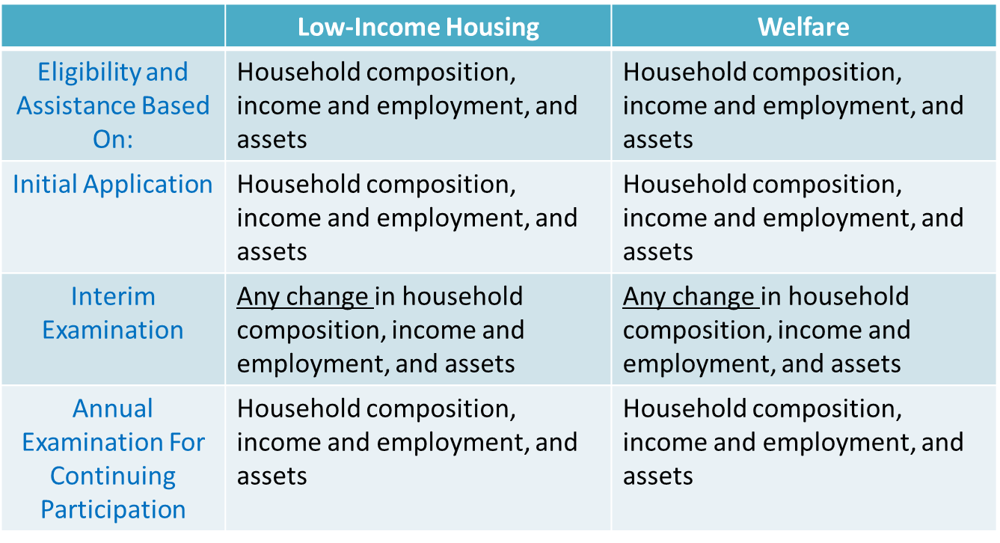 Low-Income Housing
Welfare
Eligibility and
Assistance Based
On:
Household composition,
income and employment, and
assets
Household composition,
income and employment, and
assets
Initial Application
Household composition,
income and employment, and
assets
Household composition,
income and employment, and
assets
Interim
Examination
Any change in household
composition, income and
employment, and assets
Any change in household
composition, income and
employment, and assets
Annual
Examination For
Continuing
Participation
Household composition,
income and employment, and
assets
Household composition,
income and employment, and
assets